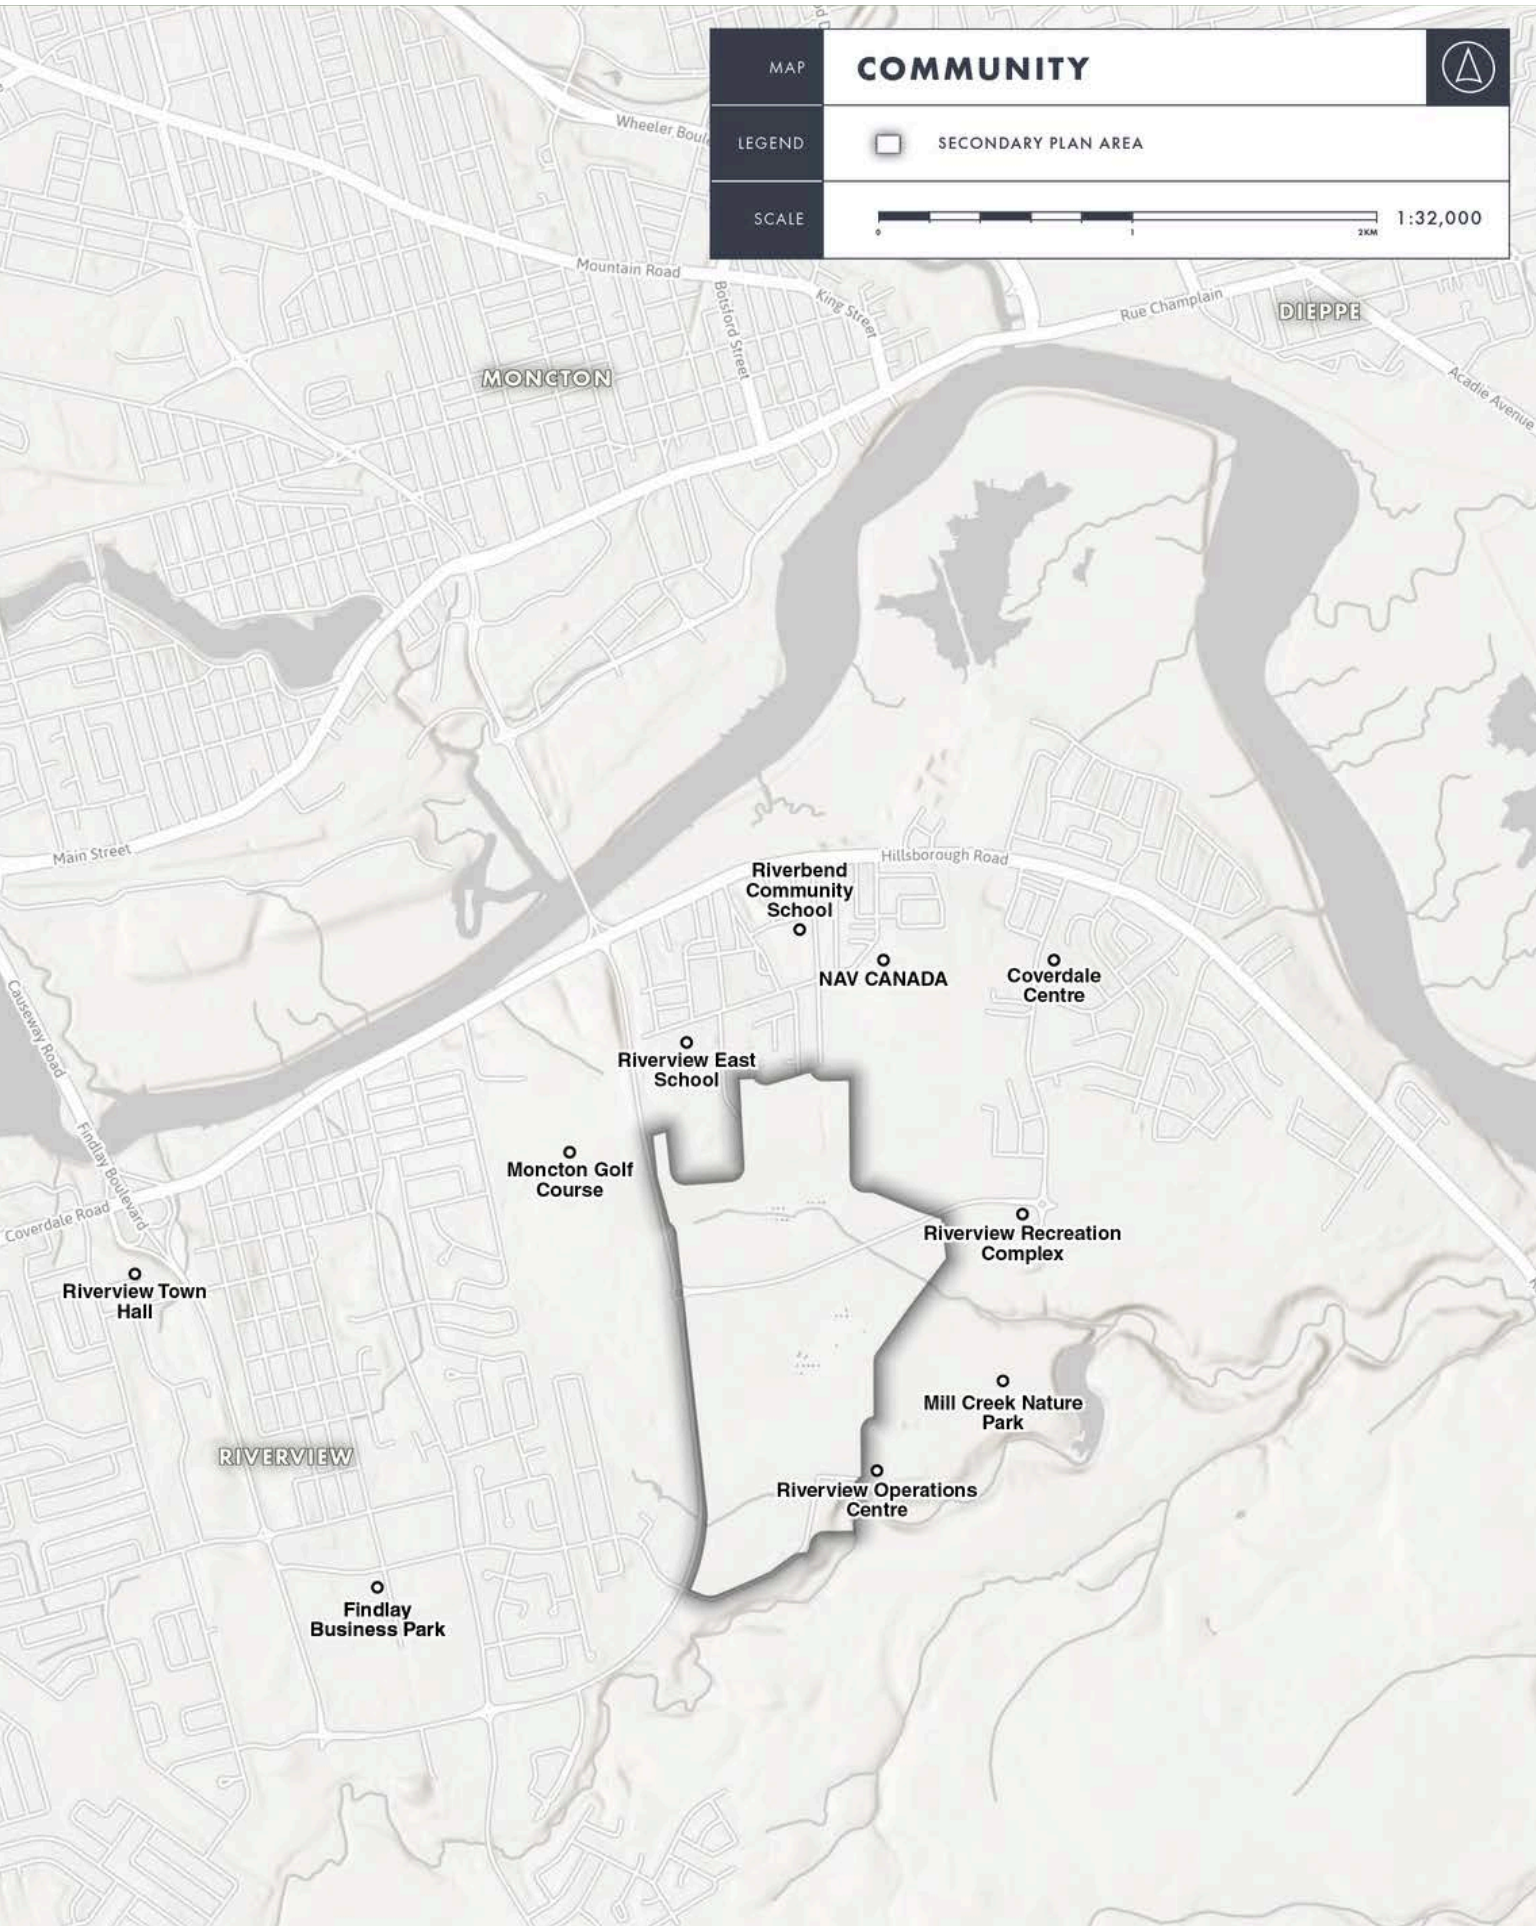 MAP
COMMUNITY
LEGEND
SECONDARY PLAN AREA
SCALE
0
1
2KM
1:32,000
Wheeler Boule
Mountain Road
Botsford Street
King Street
Rue Champlain
DIEPPE
Acadie Avenue
MONCTON
Main Street
Hillsborough Road
Riverbend
Community
School
NAV CANADA
Coverdale
Centre
Causeway Road
Riverview East
School
Findlay Boulevard
Moncton Golf
Course
Coverdale Road
Riverview Recreation
Complex
Riverview Town
Hall
Mill Creek Nature
Park
RIVERVIEW
Riverview Operations
Centre
Findlay
Business Park